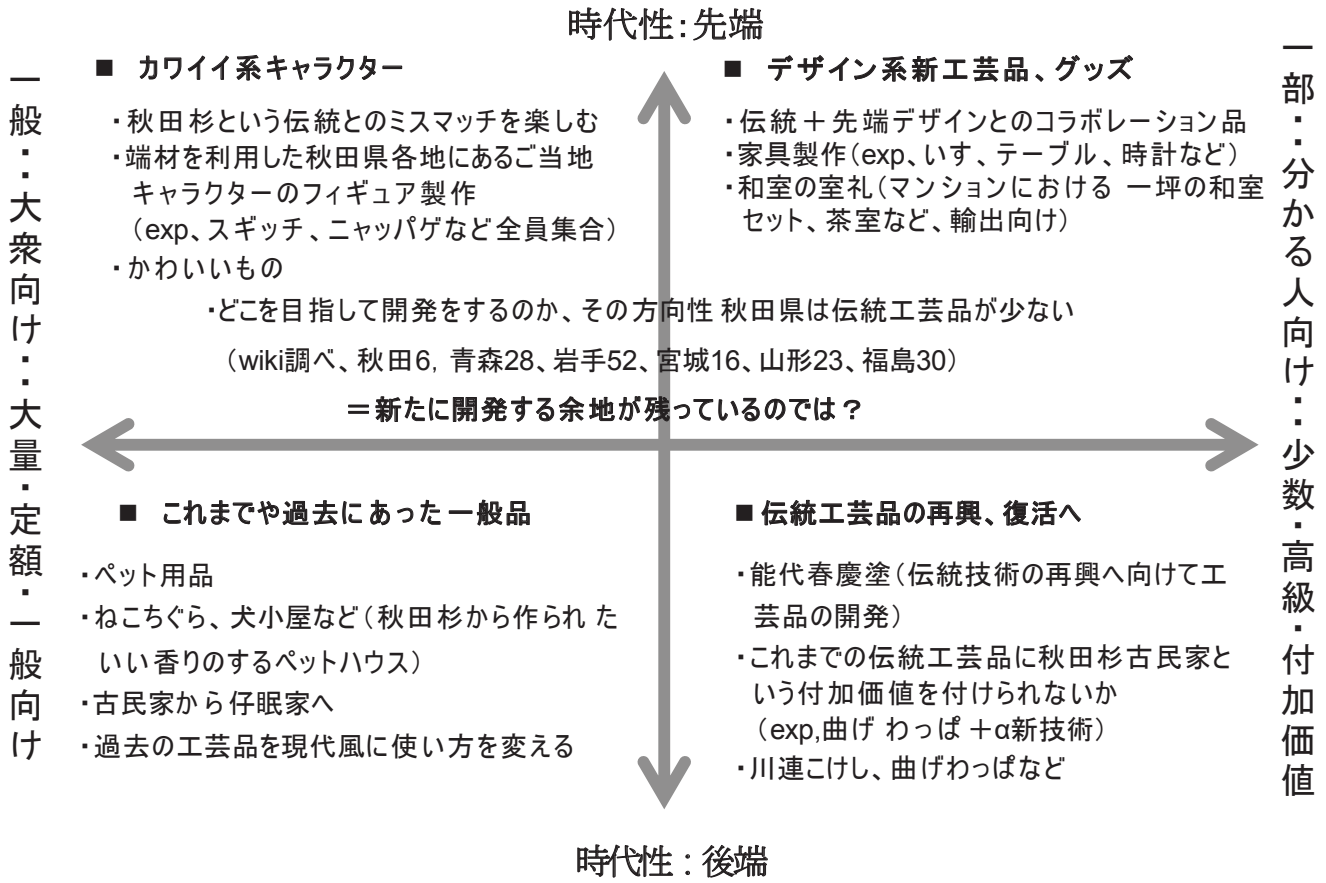 時代性：先端
一般・・大衆向け・・大量・定額・一般向け
■ カワイイ系キャラクター
・秋田杉という伝統とのミスマッチを楽しむ
・端材を利用した秋田県各地にあるご当地
キャラクターのフィギュア製作
（exp、スギッチ、ニャッパゲなど全員集合）
・かわいいもの
■ デザイン系新工芸品、グッズ
・伝統＋先端デザインとのコラボレーション品
・家具製作（exp、いす、テーブル、時計など）
・和室の室礼（マンションにおける 一坪の和室
セット、茶室など、輸出向け）
一部・・分かる人向け・・少数・高級・付加価値
・どこを目指して開発をするのか、その方向性 秋田県は伝統工芸品が少ない
（wiki調べ、秋田6, 青森28、岩手52、宮城16、山形23、福島30）
＝新たに開発する余地が残っているのでは？
■ これまでや過去にあった一般品
・ペット用品
・ねこちぐら、犬小屋など（秋田杉から作られ た
いい香りのするペットハウス）
・古民家から仔眠家へ
・過去の工芸品を現代風に使い方を変える
■ 伝統工芸品の再興、復活へ
・能代春慶塗（伝統技術の再興へ向けて工
芸品の開発）
・これまでの伝統工芸品に秋田杉古民家と
いう付加価値を付けられないか
（exp,曲げ わっぱ ＋α新技術）
・川連こけし、曲げわっぱなど
時代性：後端